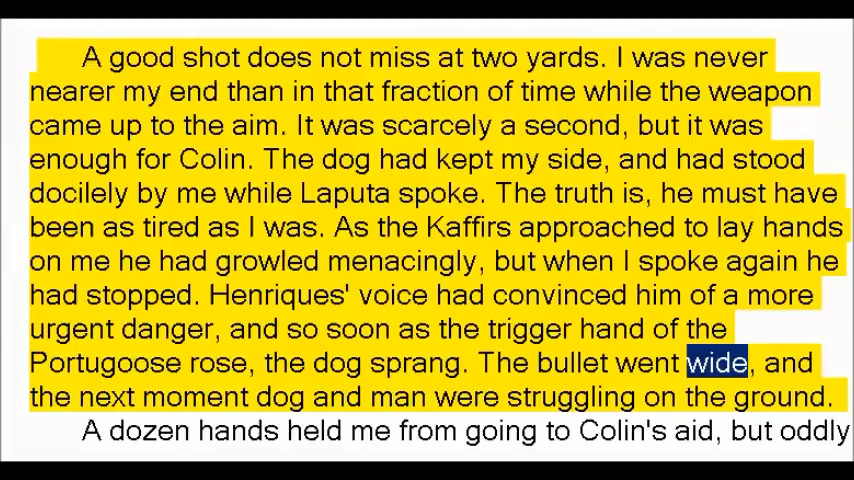 A good shot does not miss at two yards. I was never
nearer my end than in that fraction of time while the weapon
came up to the aim. It was scarcely a second, but it was
enough for Colin. The dog had kept my side, and had stood
docilely by me while Laputa spoke. The truth is, he must have
been as tired as I was. As the Kaffirs approached to lay hands
on me he had growled menacingly, but when I spoke again he
had stopped. Henriques' voice had convinced him of a more
urgent danger, and so soon as the trigger hand of the
Portugoose rose, the dog sprang. The bullet went wide, and
the next moment dog and man were struggling on the ground.
A dozen hands held me from going to Colin's aid, but oddly